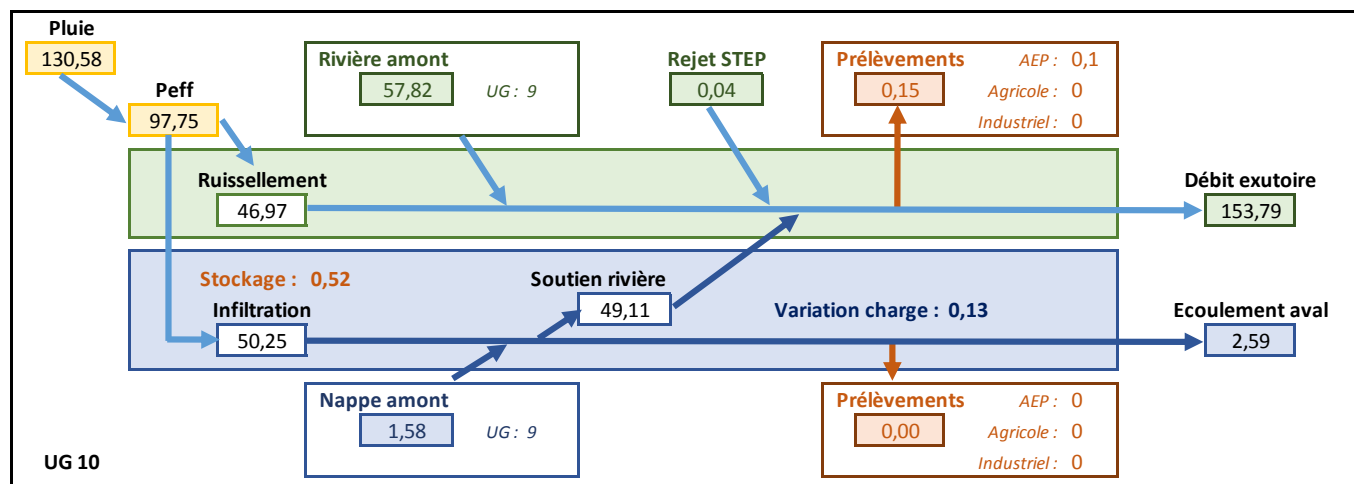 Pluie
130,58
Peff
97,75
Rivière amont
57,82 UG : 9
Rejet STEP
0,04
Prélèvements AEP : 0,1
0,15 Agricole : 0
Industriel : 0
Ruissellement
46,97
Débit exutoire
153,79
Stockage : 0,52
Infiltration
50,25
Soutien rivière
49,11
Variation charge : 0,13
Ecoulement aval
2,59
Nappe amont
1,58 UG : 9
Prélèvements AEP : 0
0,00 Agricole : 0
Industriel : 0
UG 10